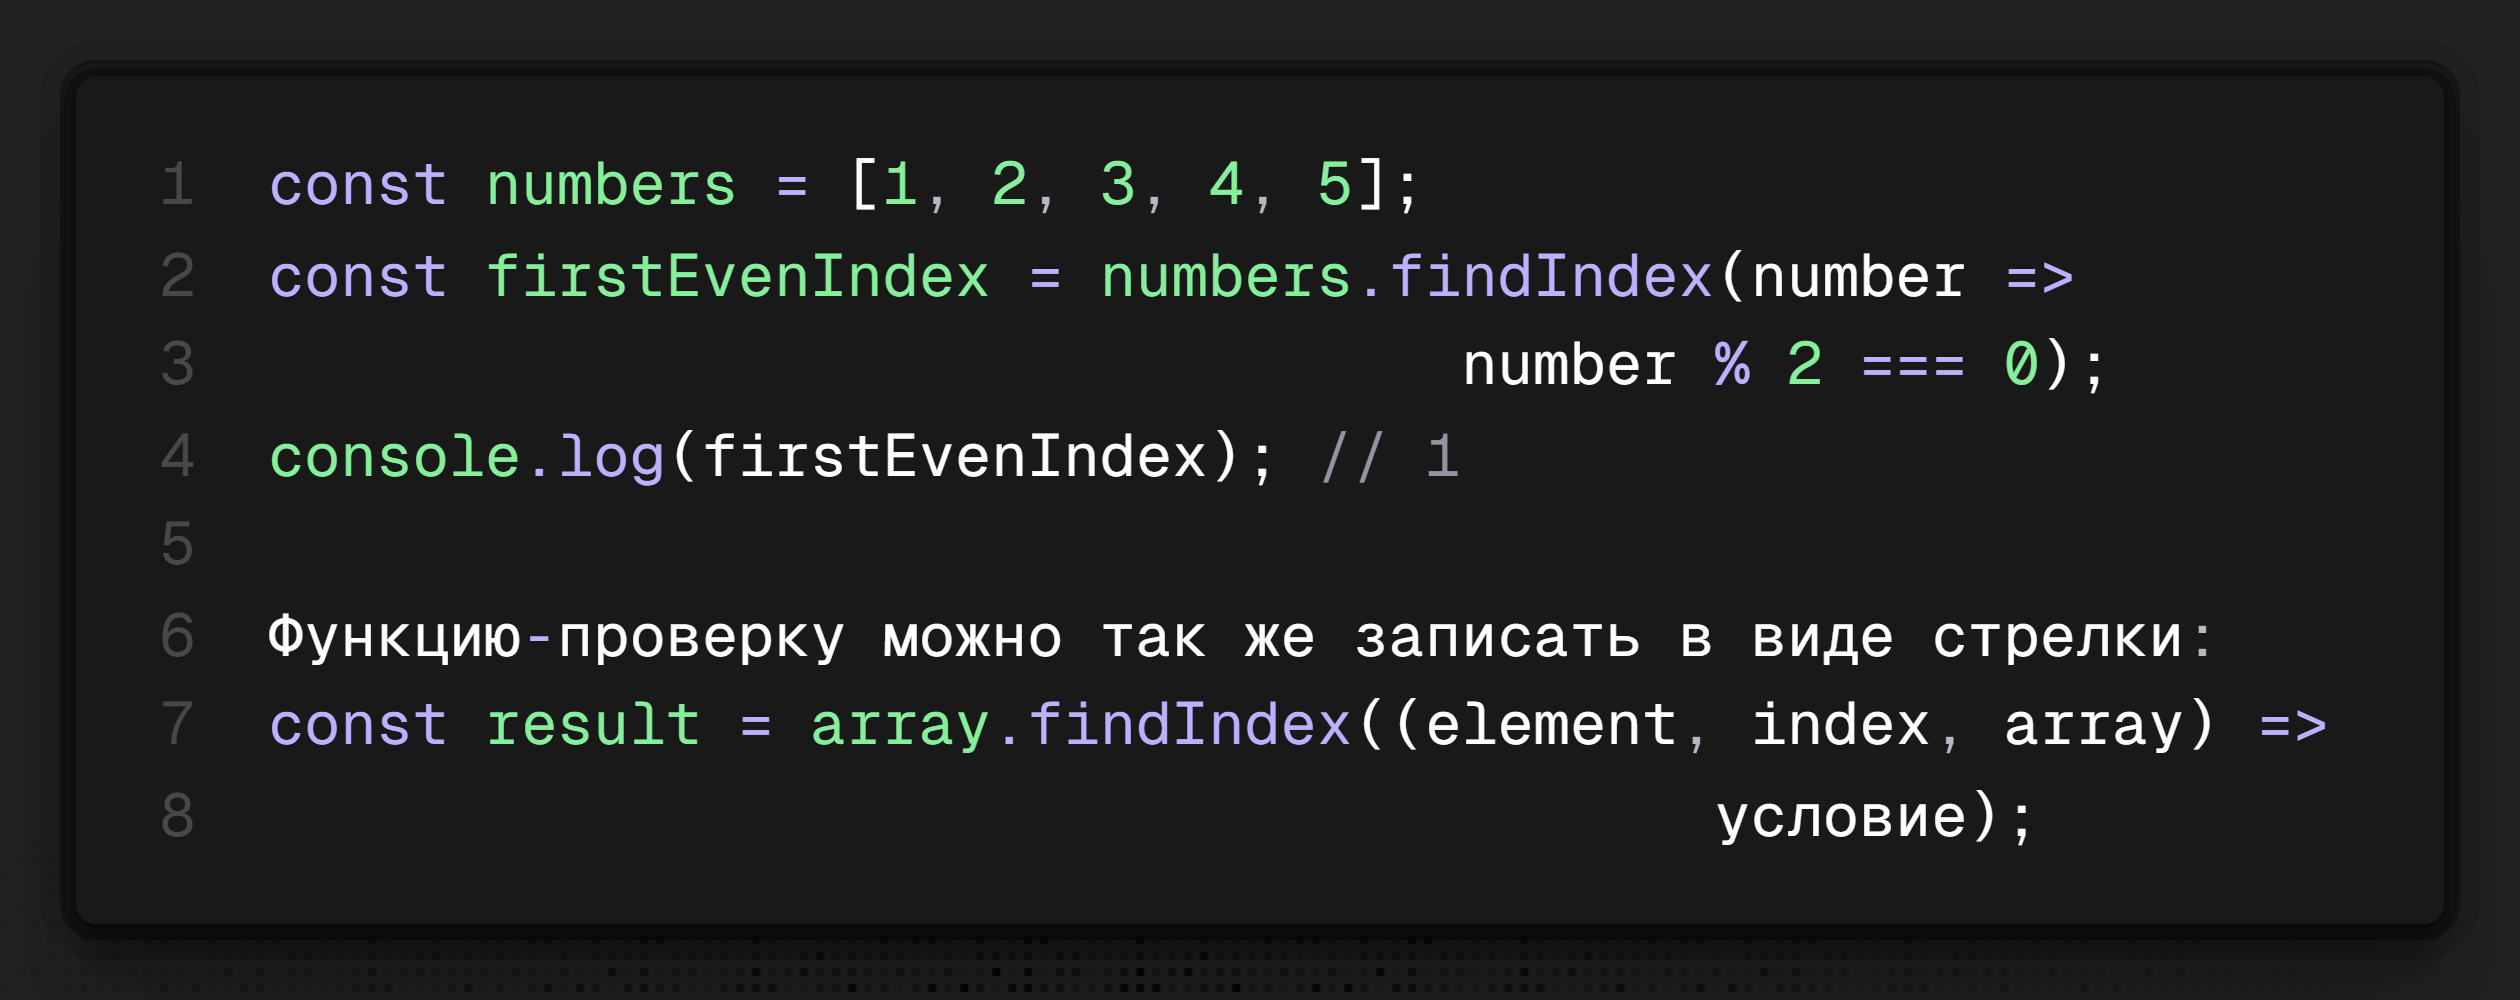 1 const numbers = [1, 2, 3, 4, 5];
2 const firstEvenIndex = numbers.findIndex(number =>
3 number % 2 === 0);
4 console.log(firstEvenIndex); // 1
5
6 Функцию-проверку можно так же записать в виде стрелки:
7 const result = array.findIndex((element, index, array) =>
8 условие);